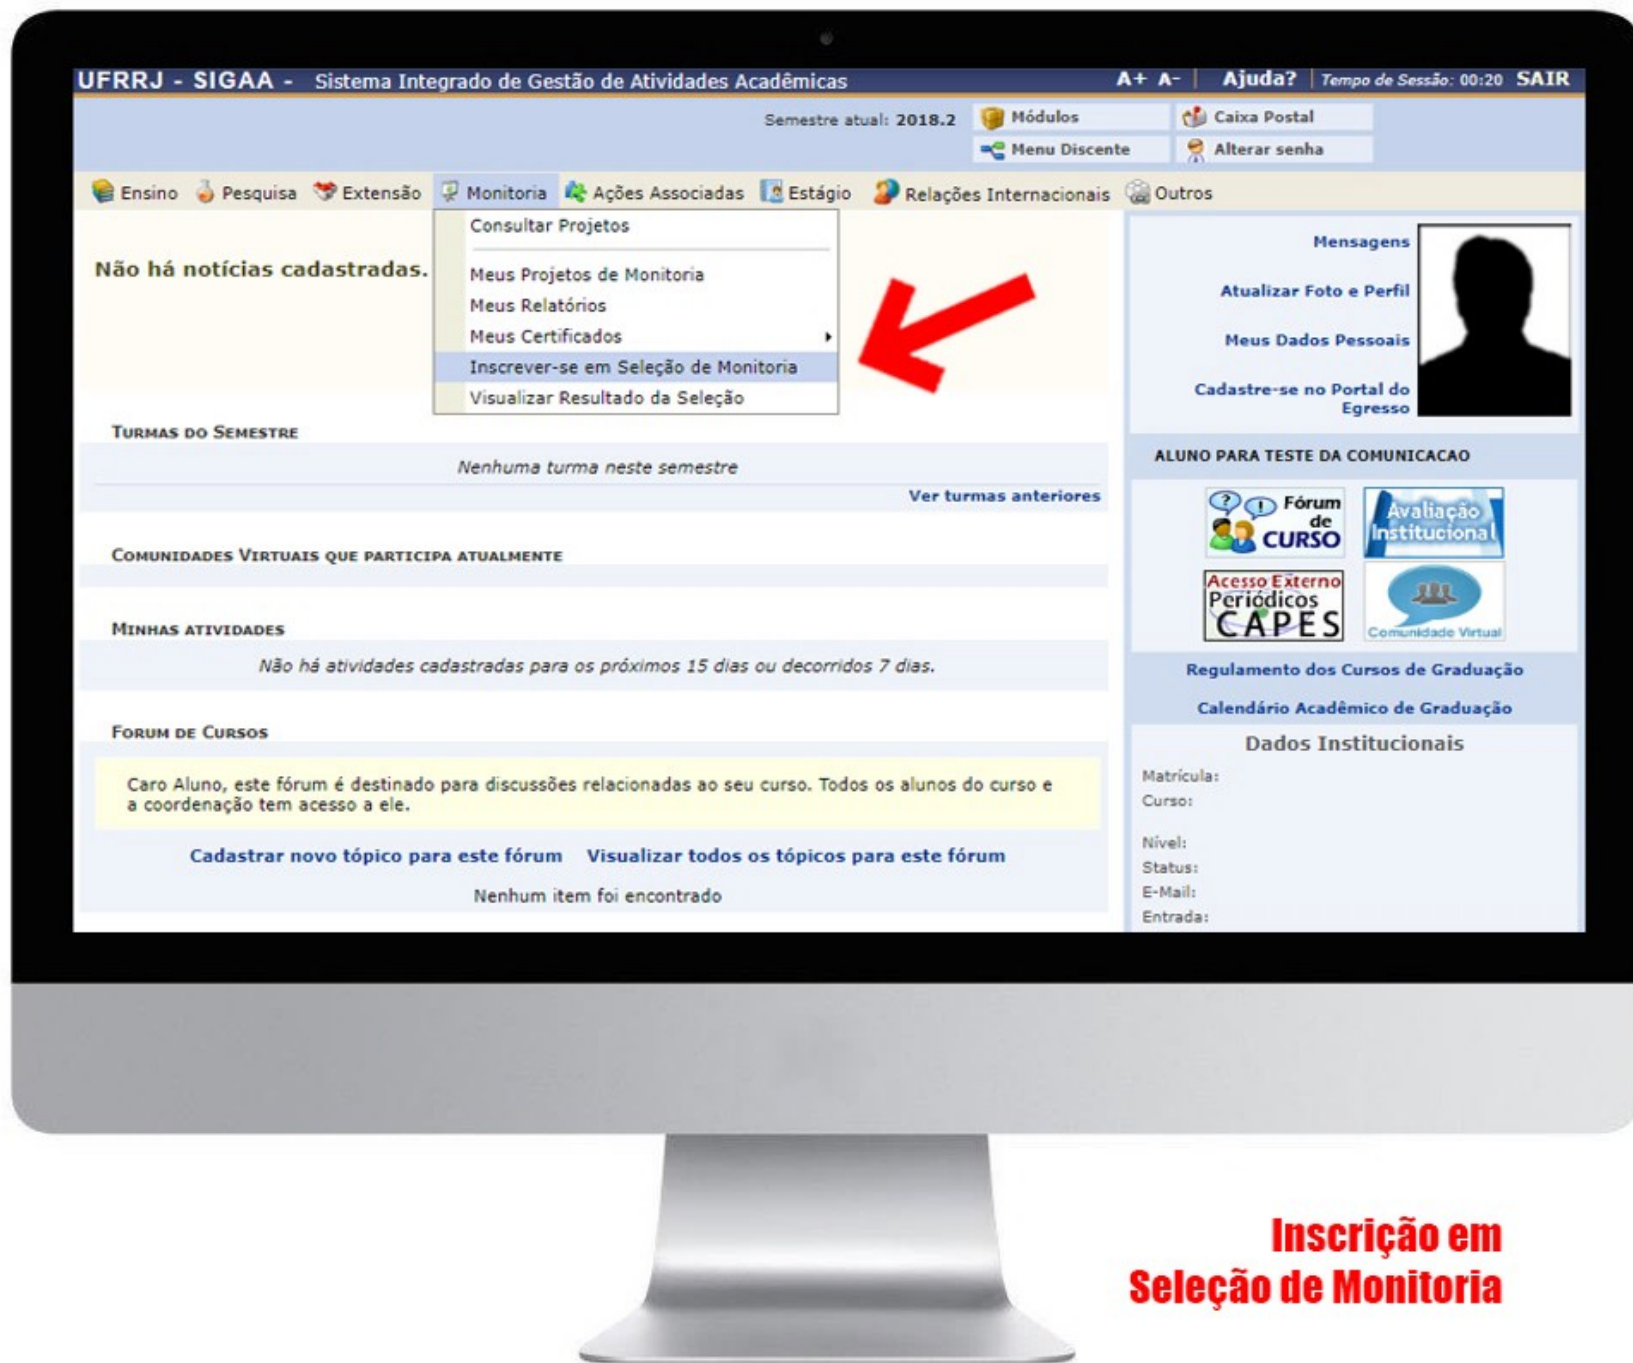 UFRRJ - SIGAA - Sistema Integrado de Gestão de Atividades Acadêmicas
A+ A- | Ajuda? | Tempo de Sessão: 00:20 SAIR
Semestre atual: 2018.2
Módulos
Caixa Postal
Menu Discente
Alterar senha
Ensino Pesquisa Extensão Monitoria Ações Associadas Estágio Relações Internacionais Outros
Consultar Projetos
Meus Projetos de Monitoria
Meus Relatórios
Meus Certificados
Inscrever-se em Seleção de Monitoria
Visualizar Resultado da Seleção
Não há notícias cadastradas.
TURMAS DO SEMESTRE
Nenhuma turma neste semestre
Ver turmas anteriores
COMUNIDADES VIRTUAIS QUE PARTICIPA ATUALMENTE
MINHAS ATIVIDADES
Não há atividades cadastradas para os próximos 15 dias ou decorridos 7 dias.
FORUM DE CURSOS
Caro Aluno, este fórum é destinado para discussões relacionadas ao seu curso. Todos os alunos do curso e
a coordenação tem acesso a ele.
Cadastrar novo tópico para este fórum Visualizar todos os tópicos para este fórum
Nenhum item foi encontrado
Mensagens
Atualizar Foto e Perfil
Meus Dados Pessoais
Cadastre-se no Portal do
Egresso
ALUNO PARA TESTE DA COMUNICACAO
Fórum
de
CURSO
Avaliação
Institucional
Acesso Externo
Periódicos
CAPES
Comunidade Virtual
Regulamento dos Cursos de Graduação
Calendário Acadêmico de Graduação
Dados Institucionais
Matrícula:
Curso:
Nível:
Status:
E-Mail:
Entrada:
Inscrição em
Seleção de Monitoria